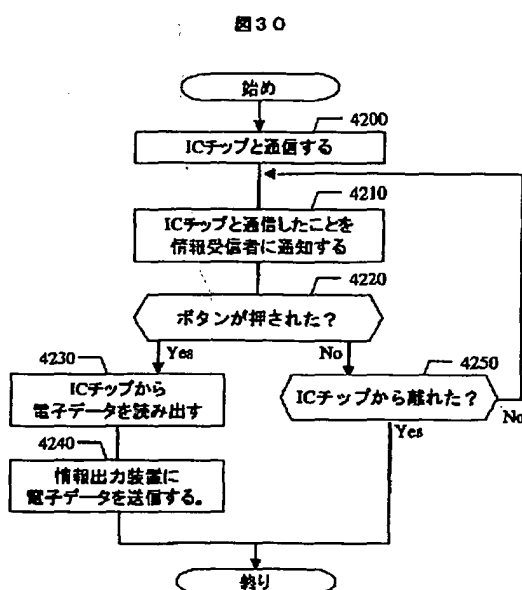 図30
始め
4200
ICチップと通信する
4210
ICチップと通信したことを
情報受信者に通知する
4220
ボタンが押された？
Yes
No
4230
ICチップから
電子データを読み出す
4250
ICチップから離れた？
No
Yes
4240
情報出力装置に
電子データを送信する。
終り